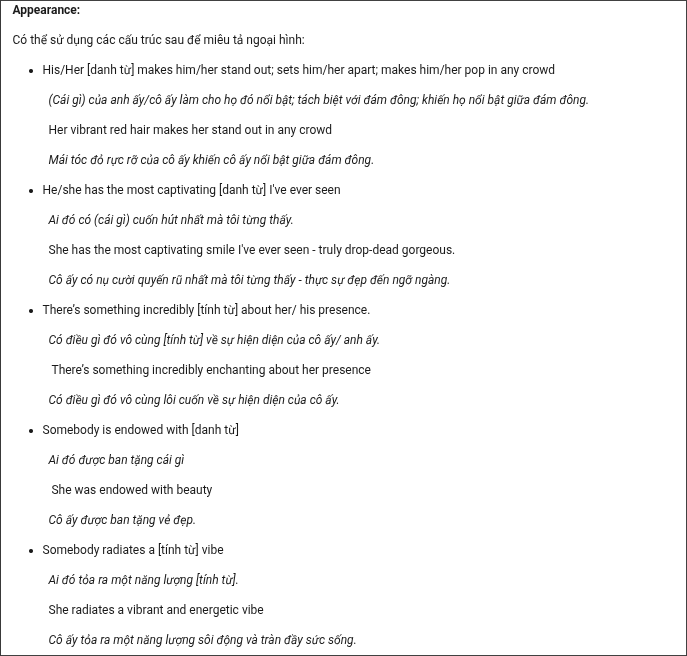 Appearance:
Có thể sử dụng các cấu trúc sau để miêu tả ngoại hình:
• His/Her [danh từ] makes him/her stand out; sets him/her apart; makes him/her pop in any crowd
(Cái gì) của anh ấy/cô ấy làm cho họ đó nổi bật; tách biệt với đám đông; khiến họ nổi bật giữa đám đông.
Her vibrant red hair makes her stand out in any crowd
Mái tóc đỏ rực rỡ của cô ấy khiến cô ấy nổi bật giữa đám đông.
• He/she has the most captivating [danh từ] I've ever seen
Ai đó có (cái gì) cuốn hút nhất mà tôi từng thấy.
She has the most captivating smile I've ever seen - truly drop-dead gorgeous.
Cô ấy có nụ cười quyến rũ nhất mà tôi từng thấy - thực sự đẹp đến ngỡ ngàng.
• There's something incredibly [tính từ] about her/ his presence.
Có điều gì đó vô cùng [tính từ] về sự hiện diện của cô ấy/ anh ấy.
There's something incredibly enchanting about her presence
Có điều gì đó vô cùng lôi cuốn về sự hiện diện của cô ấy.
• Somebody is endowed with [danh từ]
Ai đó được ban tặng cái gì
She was endowed with beauty
Cô ấy được ban tặng vẻ đẹp.
• Somebody radiates a [tính từ] vibe
Ai đó tỏa ra một năng lượng [tính từ].
She radiates a vibrant and energetic vibe
Cô ấy tỏa ra một năng lượng sôi động và tràn đầy sức sống.